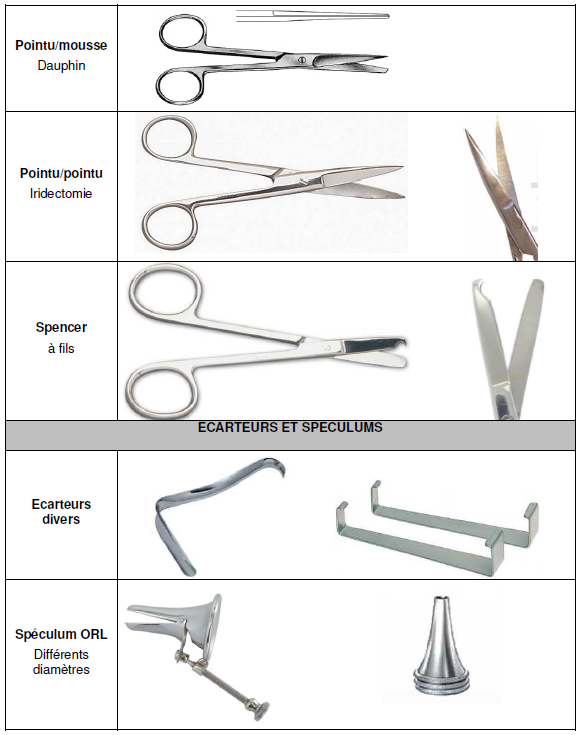 Pointu/mousse
Dauphin
Pointu/pointu
Iridectomie
Spencer
à fils
ECARTEURS ET SPECULUMS
Ecarteurs
divers
Spéculum ORL
Différents
diamètres